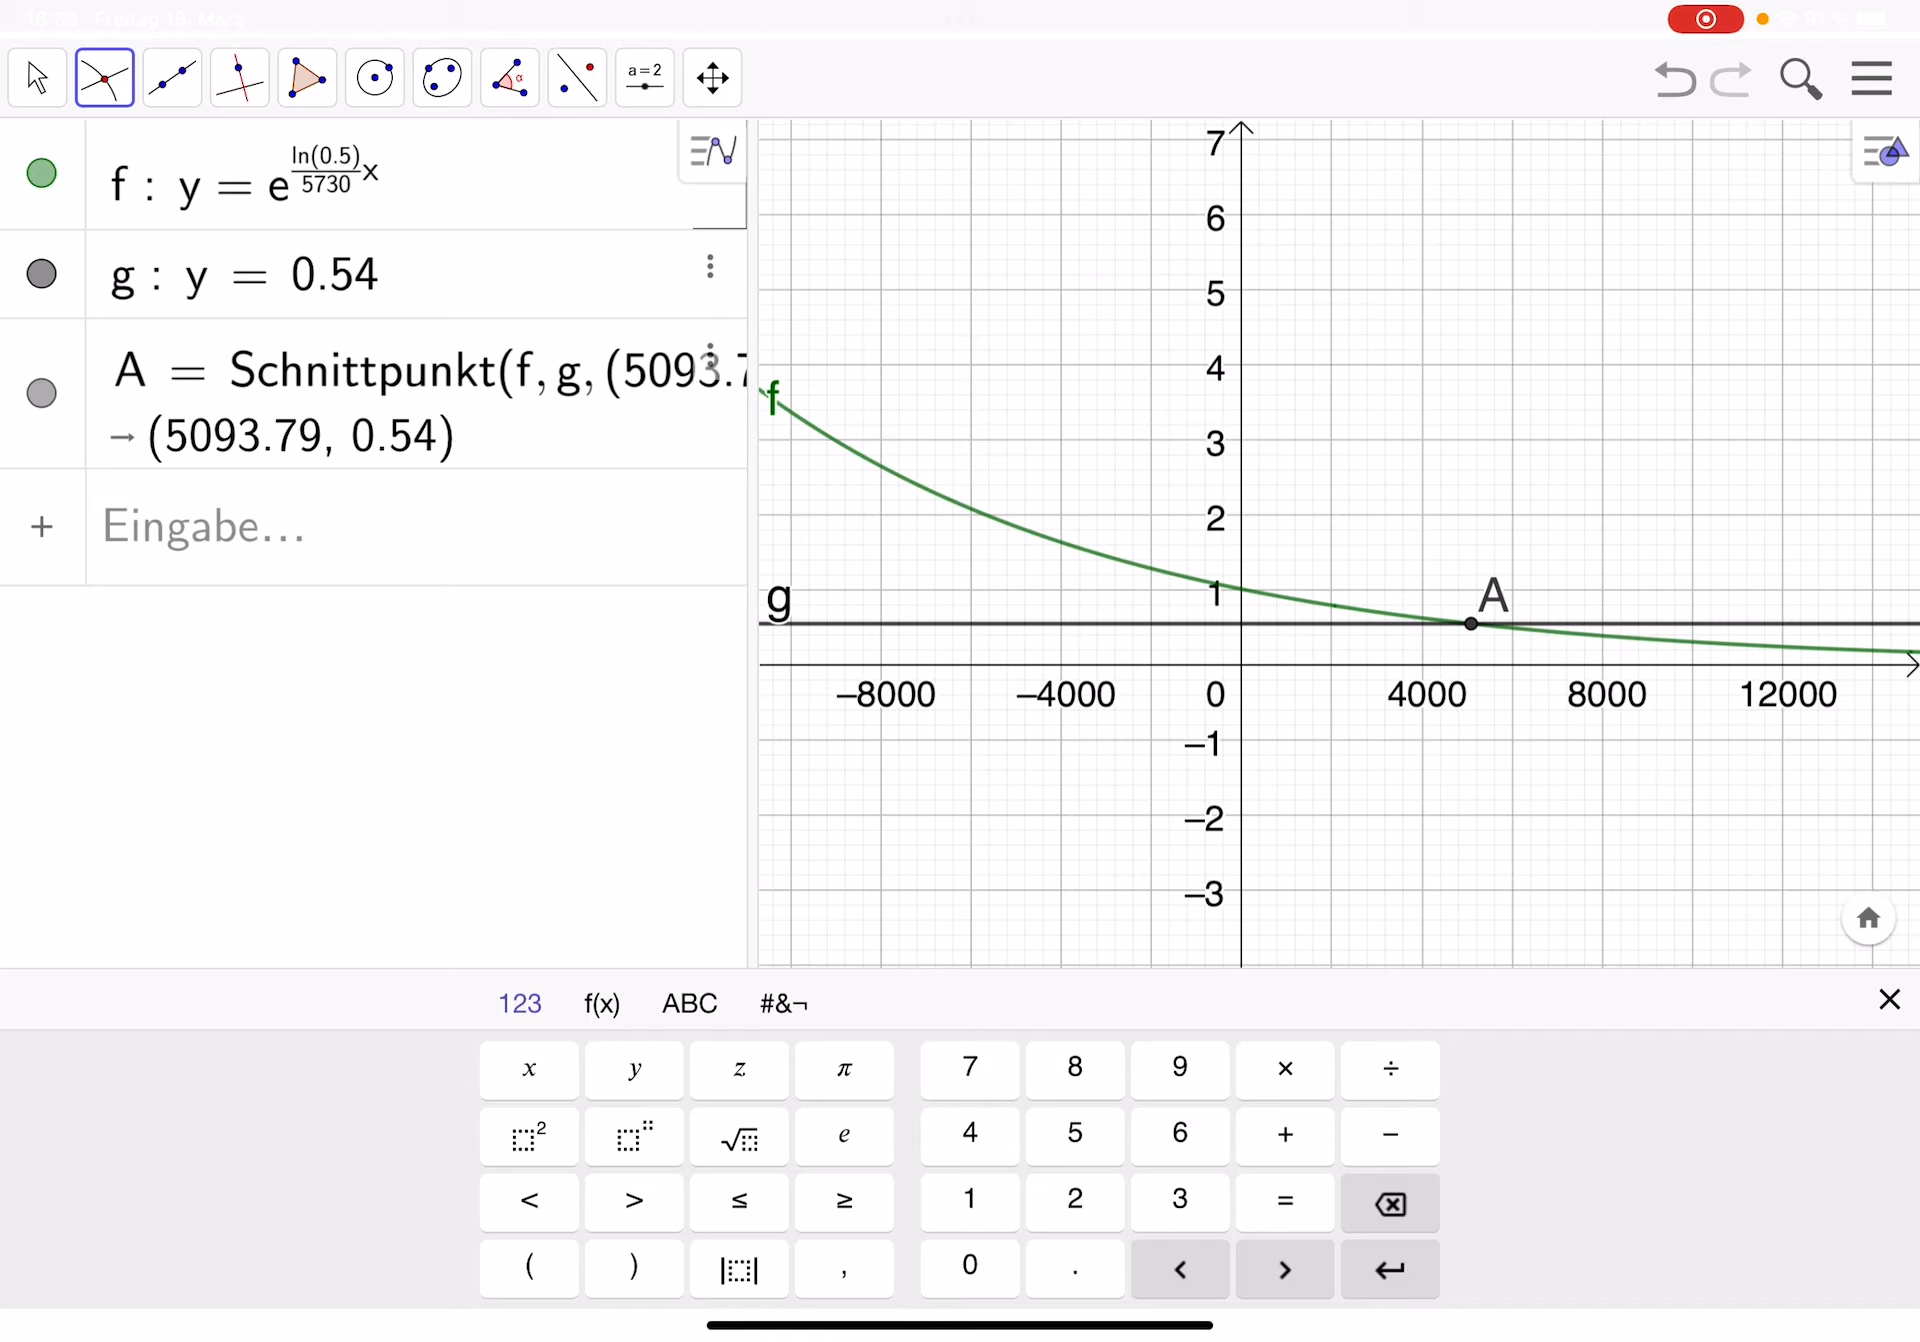 a=2
f : y = e^(ln(0.5)/5730 x)
g : y = 0.54
A = Schnittpunkt(f, g, (5093.7
→ (5093.79, 0.54)
+ Eingabe…
7
6
5
4
3
2
1
f
g
A
−8000 −4000 0 4000 8000 12000
−1
−2
−3
123 f(x) ABC #&¬ ×
x y z π 7 8 9 × ÷
² √ e 4 5 6 + −
< > ≤ ≥ 1 2 3 =
( ) | | , 0 . < >